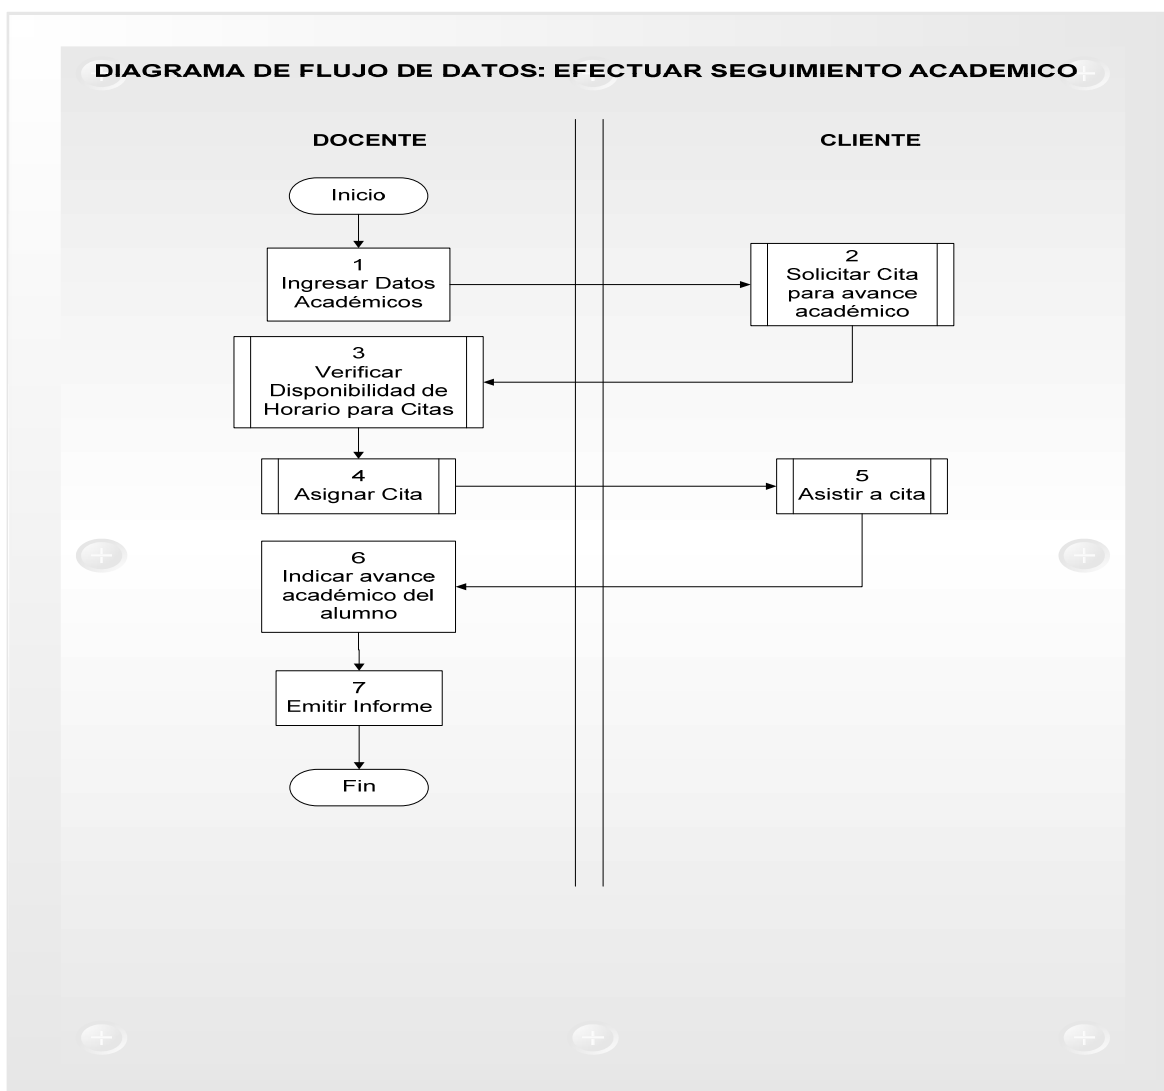 DIAGRAMA DE FLUJO DE DATOS: EFECTUAR SEGUIMIENTO ACADEMICO
DOCENTE
CLIENTE
Inicio
1
Ingresar Datos
Académicos
2
Solicitar Cita
para avance
académico
3
Verificar
Disponibilidad de
Horario para Citas
4
Asignar Cita
5
Asistir a cita
6
Indicar avance
académico del
alumno
7
Emitir Informe
Fin